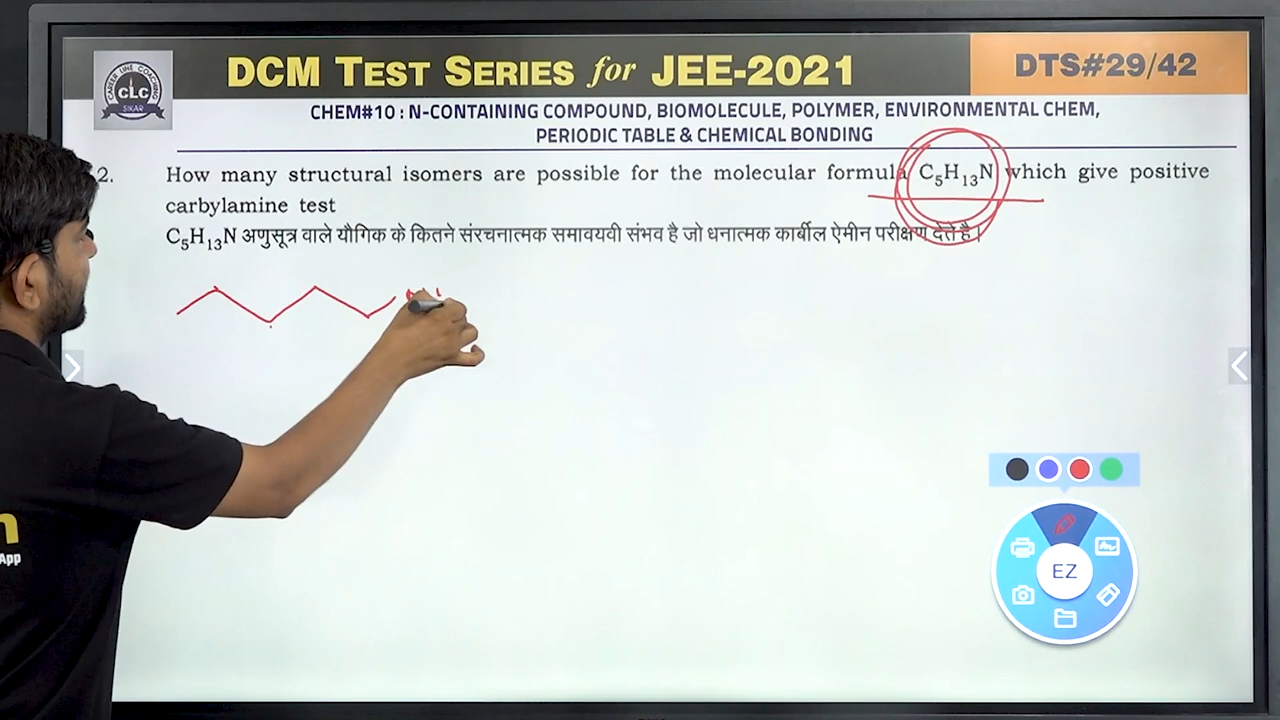 DCM TEST SERIES for JEE-2021
DTS#29/42
CAREER LINE COACHING
CLC
SIKAR
CHEM#10 : N-CONTAINING COMPOUND, BIOMOLECULE, POLYMER, ENVIRONMENTAL CHEM,
PERIODIC TABLE & CHEMICAL BONDING
2. How many structural isomers are possible for the molecular formula C₅H₁₃N which give positive
carbylamine test
C₅H₁₃N अणुसूत्र वाले यौगिक के कितने संरचनात्मक समावयवी संभव है जो धनात्मक कार्बील ऐमीन परीक्षण देते है।
EZ
n
App